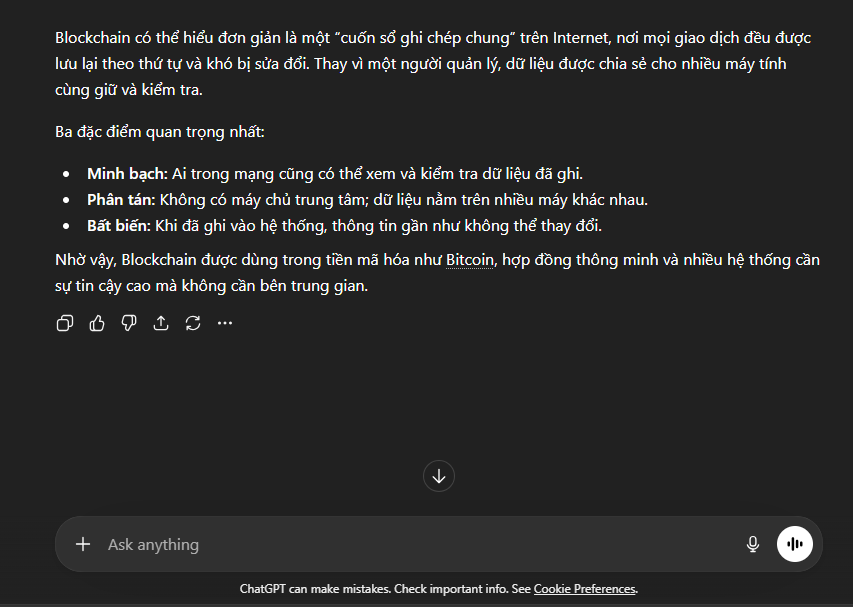 Blockchain có thể hiểu đơn giản là một “cuốn sổ ghi chép chung” trên Internet, nơi mọi giao dịch đều được
lưu lại theo thứ tự và khó bị sửa đổi. Thay vì một người quản lý, dữ liệu được chia sẻ cho nhiều máy tính
cùng giữ và kiểm tra.
Ba đặc điểm quan trọng nhất:
• Minh bạch: Ai trong mạng cũng có thể xem và kiểm tra dữ liệu đã ghi.
• Phân tán: Không có máy chủ trung tâm; dữ liệu nằm trên nhiều máy khác nhau.
• Bất biến: Khi đã ghi vào hệ thống, thông tin gần như không thể thay đổi.
Nhờ vậy, Blockchain được dùng trong tiền mã hóa như Bitcoin, hợp đồng thông minh và nhiều hệ thống cần
sự tin cậy cao mà không cần bên trung gian.
Ask anything
ChatGPT can make mistakes. Check important info. See Cookie Preferences.